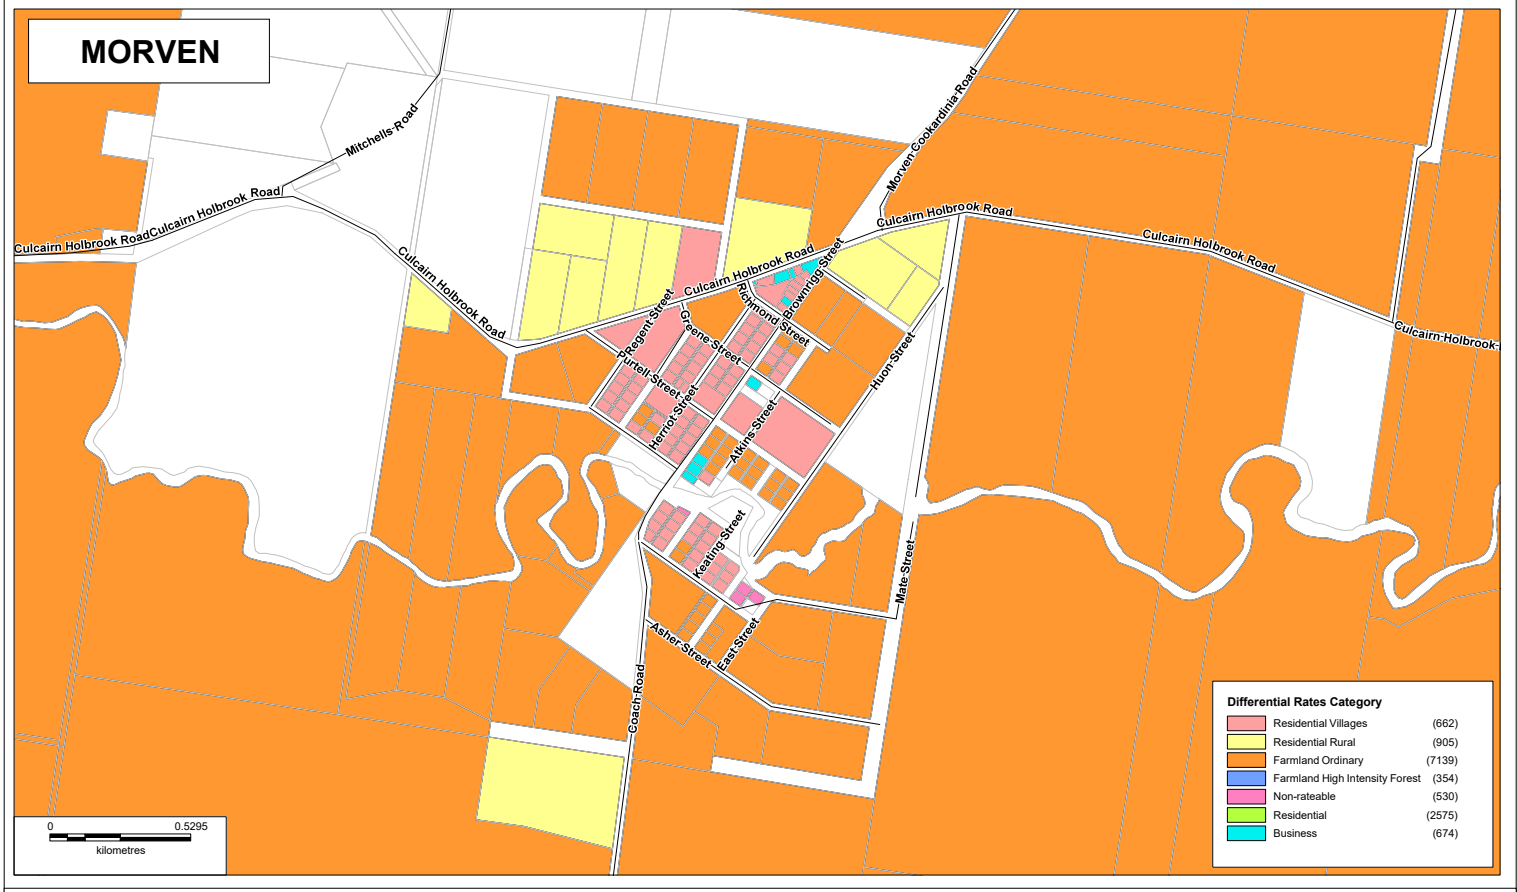 MORVEN
Mitchells Road
Morven Cookardinia Road
Culcairn Holbrook Road
Culcairn Holbrook Road
Culcairn Holbrook Road
Culcairn Holbrook Road
Culcairn Holbrook Road
Culcairn Holbrook Road
Culcairn-Holbrook-
Brownrigg Street
Richmond Street
Regent Street
Greene Street
Purtell Street
Huon Street
Herriot Street
Atkins Street
Keating Street
Mate Street
Asher Street
East Street
Coach Road
Differential Rates Category
Residential Villages (662)
Residential Rural (905)
Farmland Ordinary (7139)
Farmland High Intensity Forest (354)
Non-rateable (530)
Residential (2575)
Business (674)
0 0.5295
kilometres